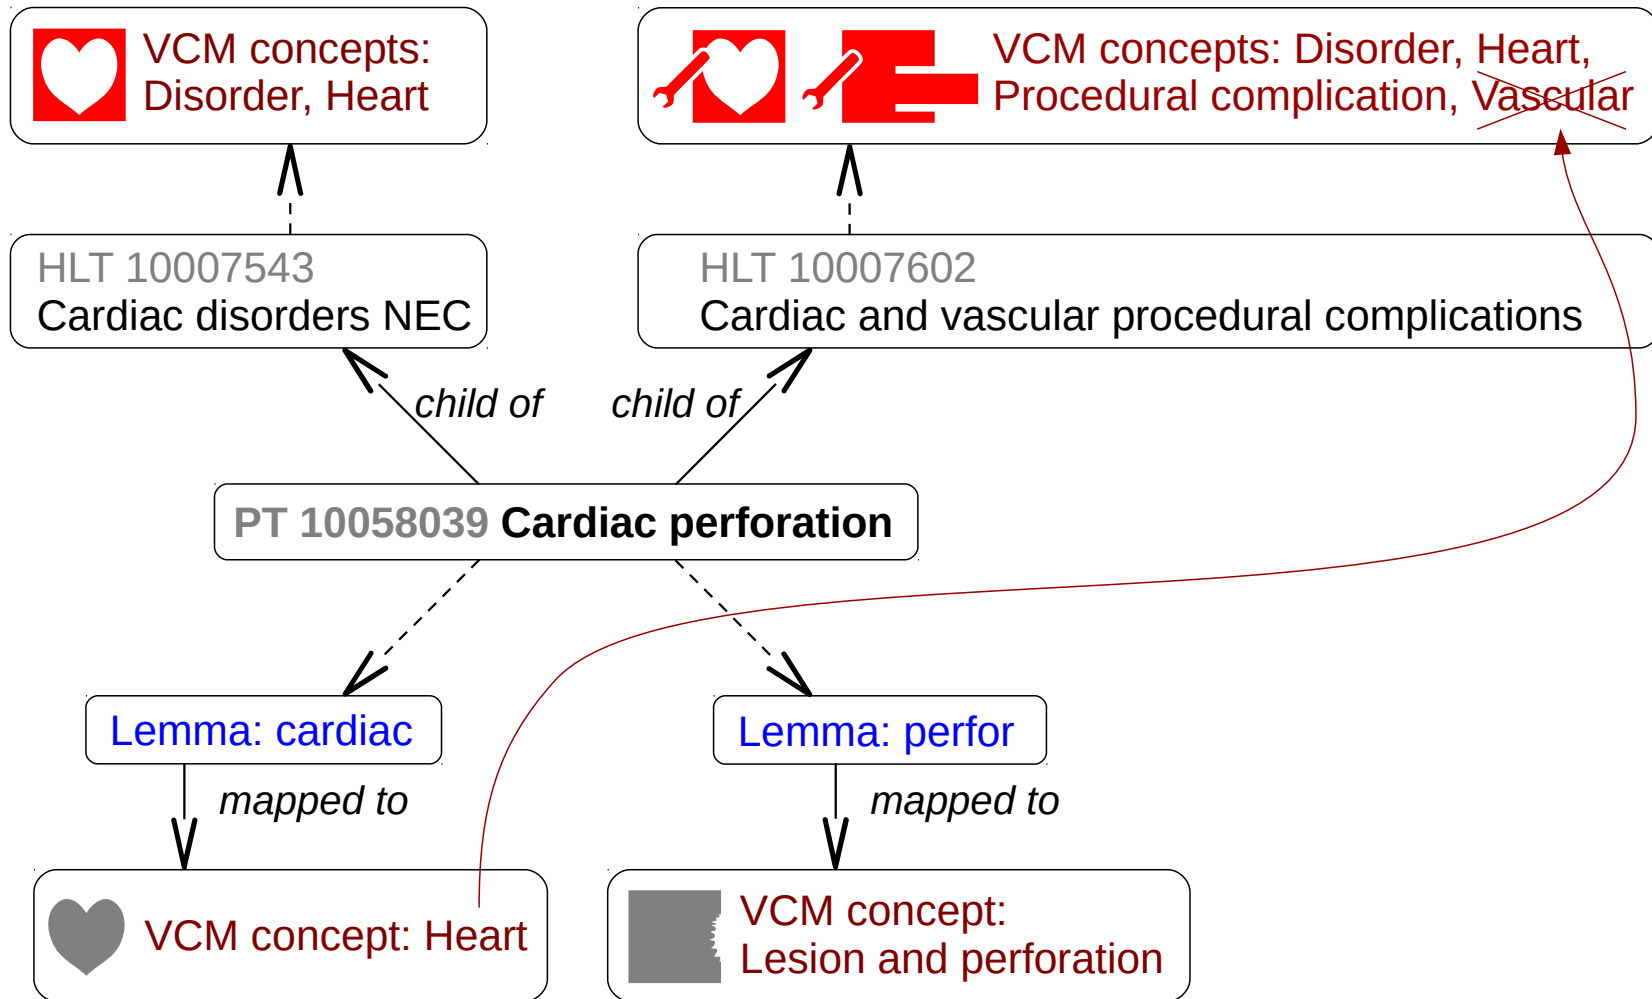 VCM concepts:
Disorder, Heart
VCM concepts: Disorder, Heart,
Procedural complication, Vascular
HLT 10007543
Cardiac disorders NEC
HLT 10007602
Cardiac and vascular procedural complications
child of
child of
PT 10058039 Cardiac perforation
Lemma: cardiac
Lemma: perfor
mapped to
mapped to
VCM concept: Heart
VCM concept:
Lesion and perforation